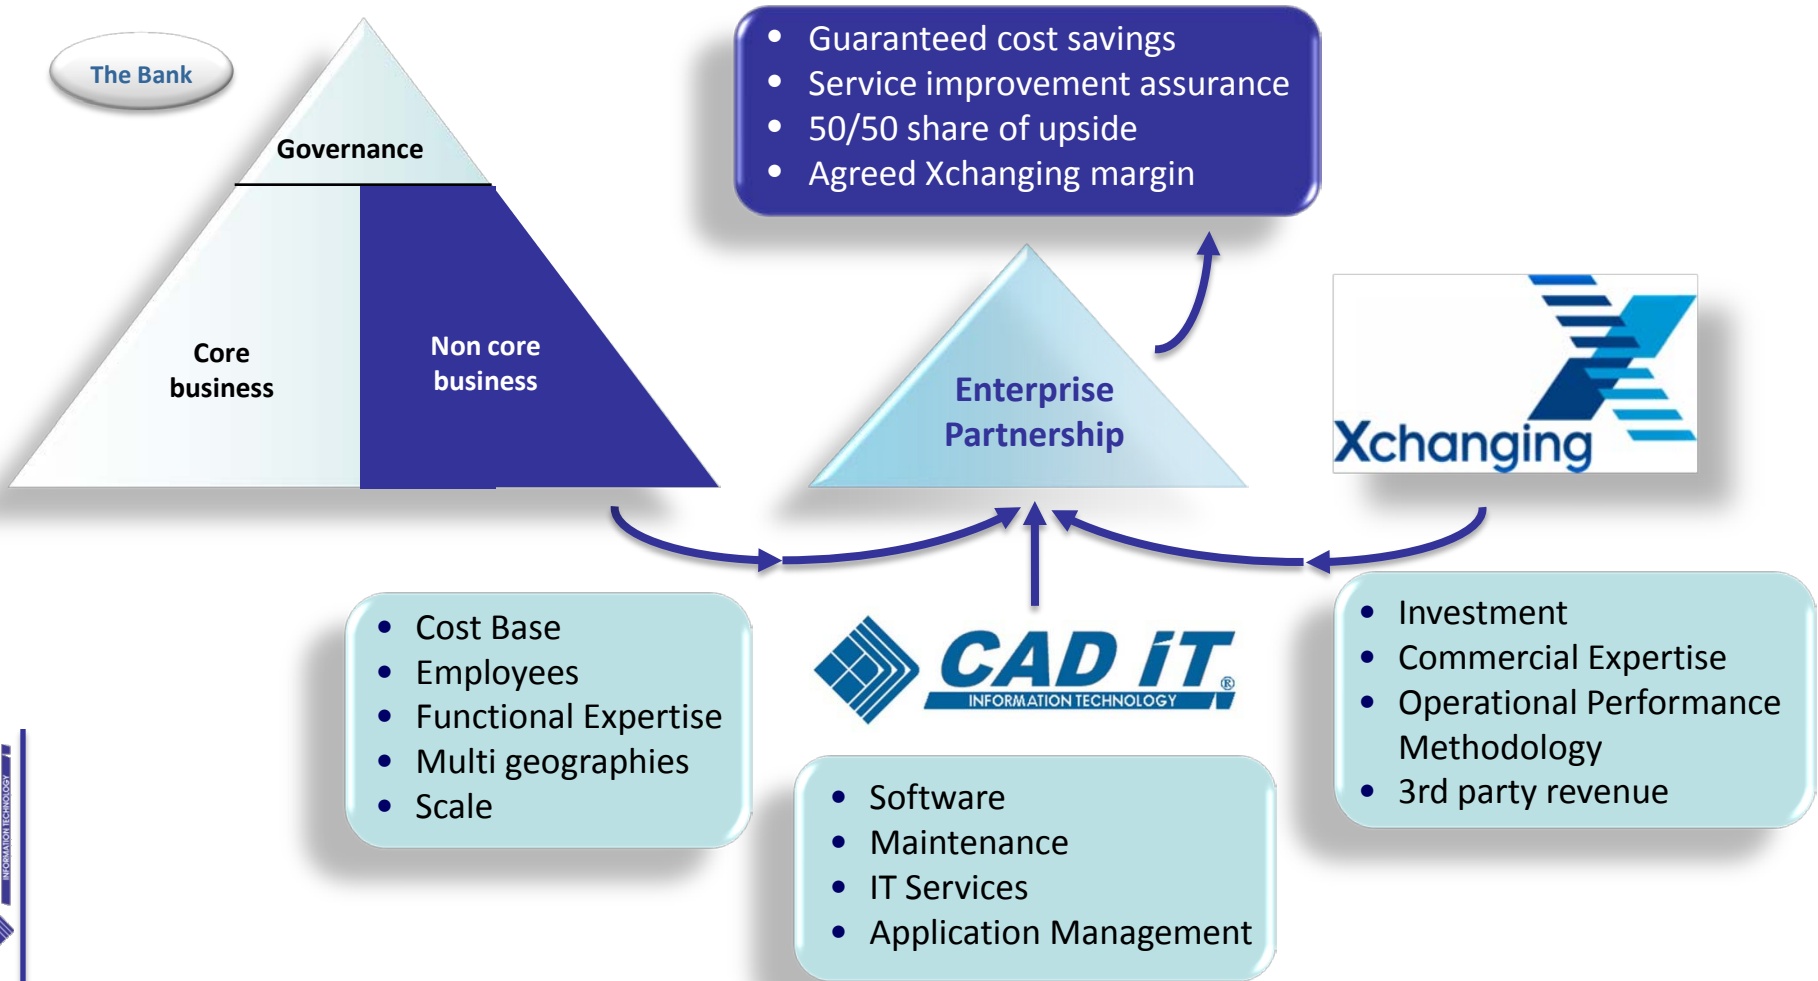 The Bank
Governance
Core
business
Non core
business
• Guaranteed cost savings
• Service improvement assurance
• 50/50 share of upside
• Agreed Xchanging margin
Enterprise
Partnership
Xchanging
• Cost Base
• Employees
• Functional Expertise
• Multi geographies
• Scale
CAD iT®
INFORMATION TECHNOLOGY
• Software
• Maintenance
• IT Services
• Application Management
• Investment
• Commercial Expertise
• Operational Performance
Methodology
• 3rd party revenue
INFORMATION TECHNOLOGY